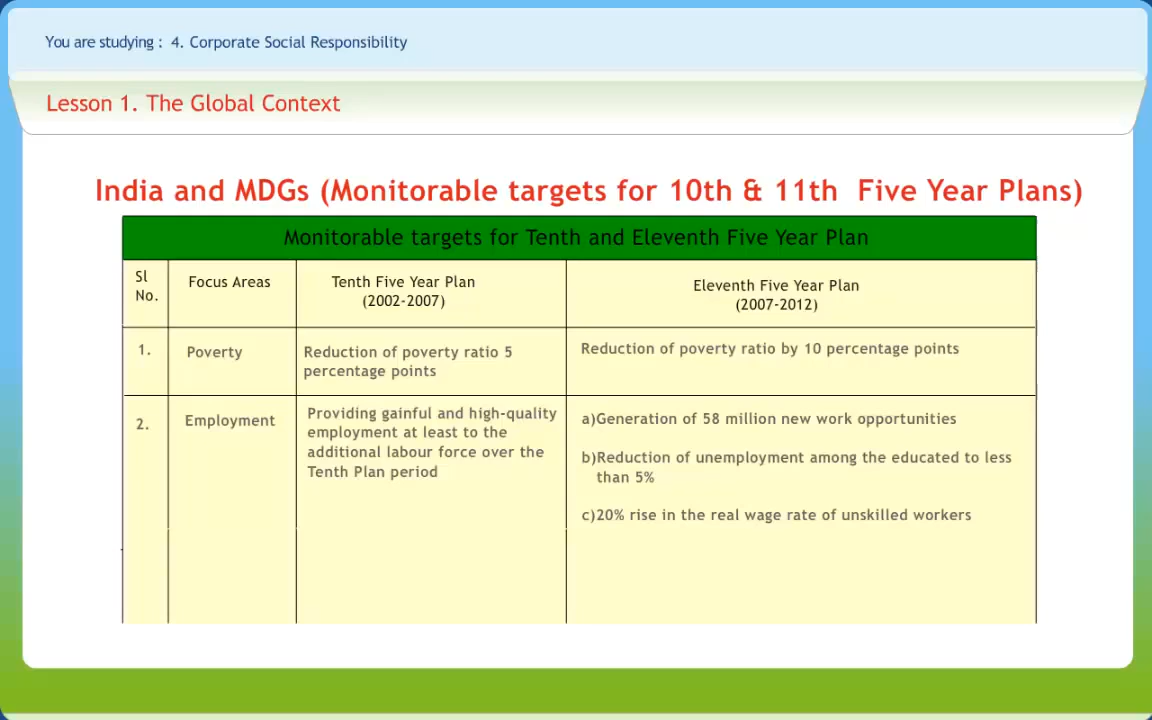 You are studying : 4. Corporate Social Responsibility
Lesson 1. The Global Context
India and MDGs (Monitorable targets for 10th & 11th Five Year Plans)
Monitorable targets for Tenth and Eleventh Five Year Plan
Sl
No.
Focus Areas
Tenth Five Year Plan
(2002-2007)
Eleventh Five Year Plan
(2007-2012)
1.
Poverty
Reduction of poverty ratio 5
percentage points
Reduction of poverty ratio by 10 percentage points
2.
Employment
Providing gainful and high-quality
employment at least to the
additional labour force over the
Tenth Plan period
a)Generation of 58 million new work opportunities
b)Reduction of unemployment among the educated to less
than 5%
c)20% rise in the real wage rate of unskilled workers